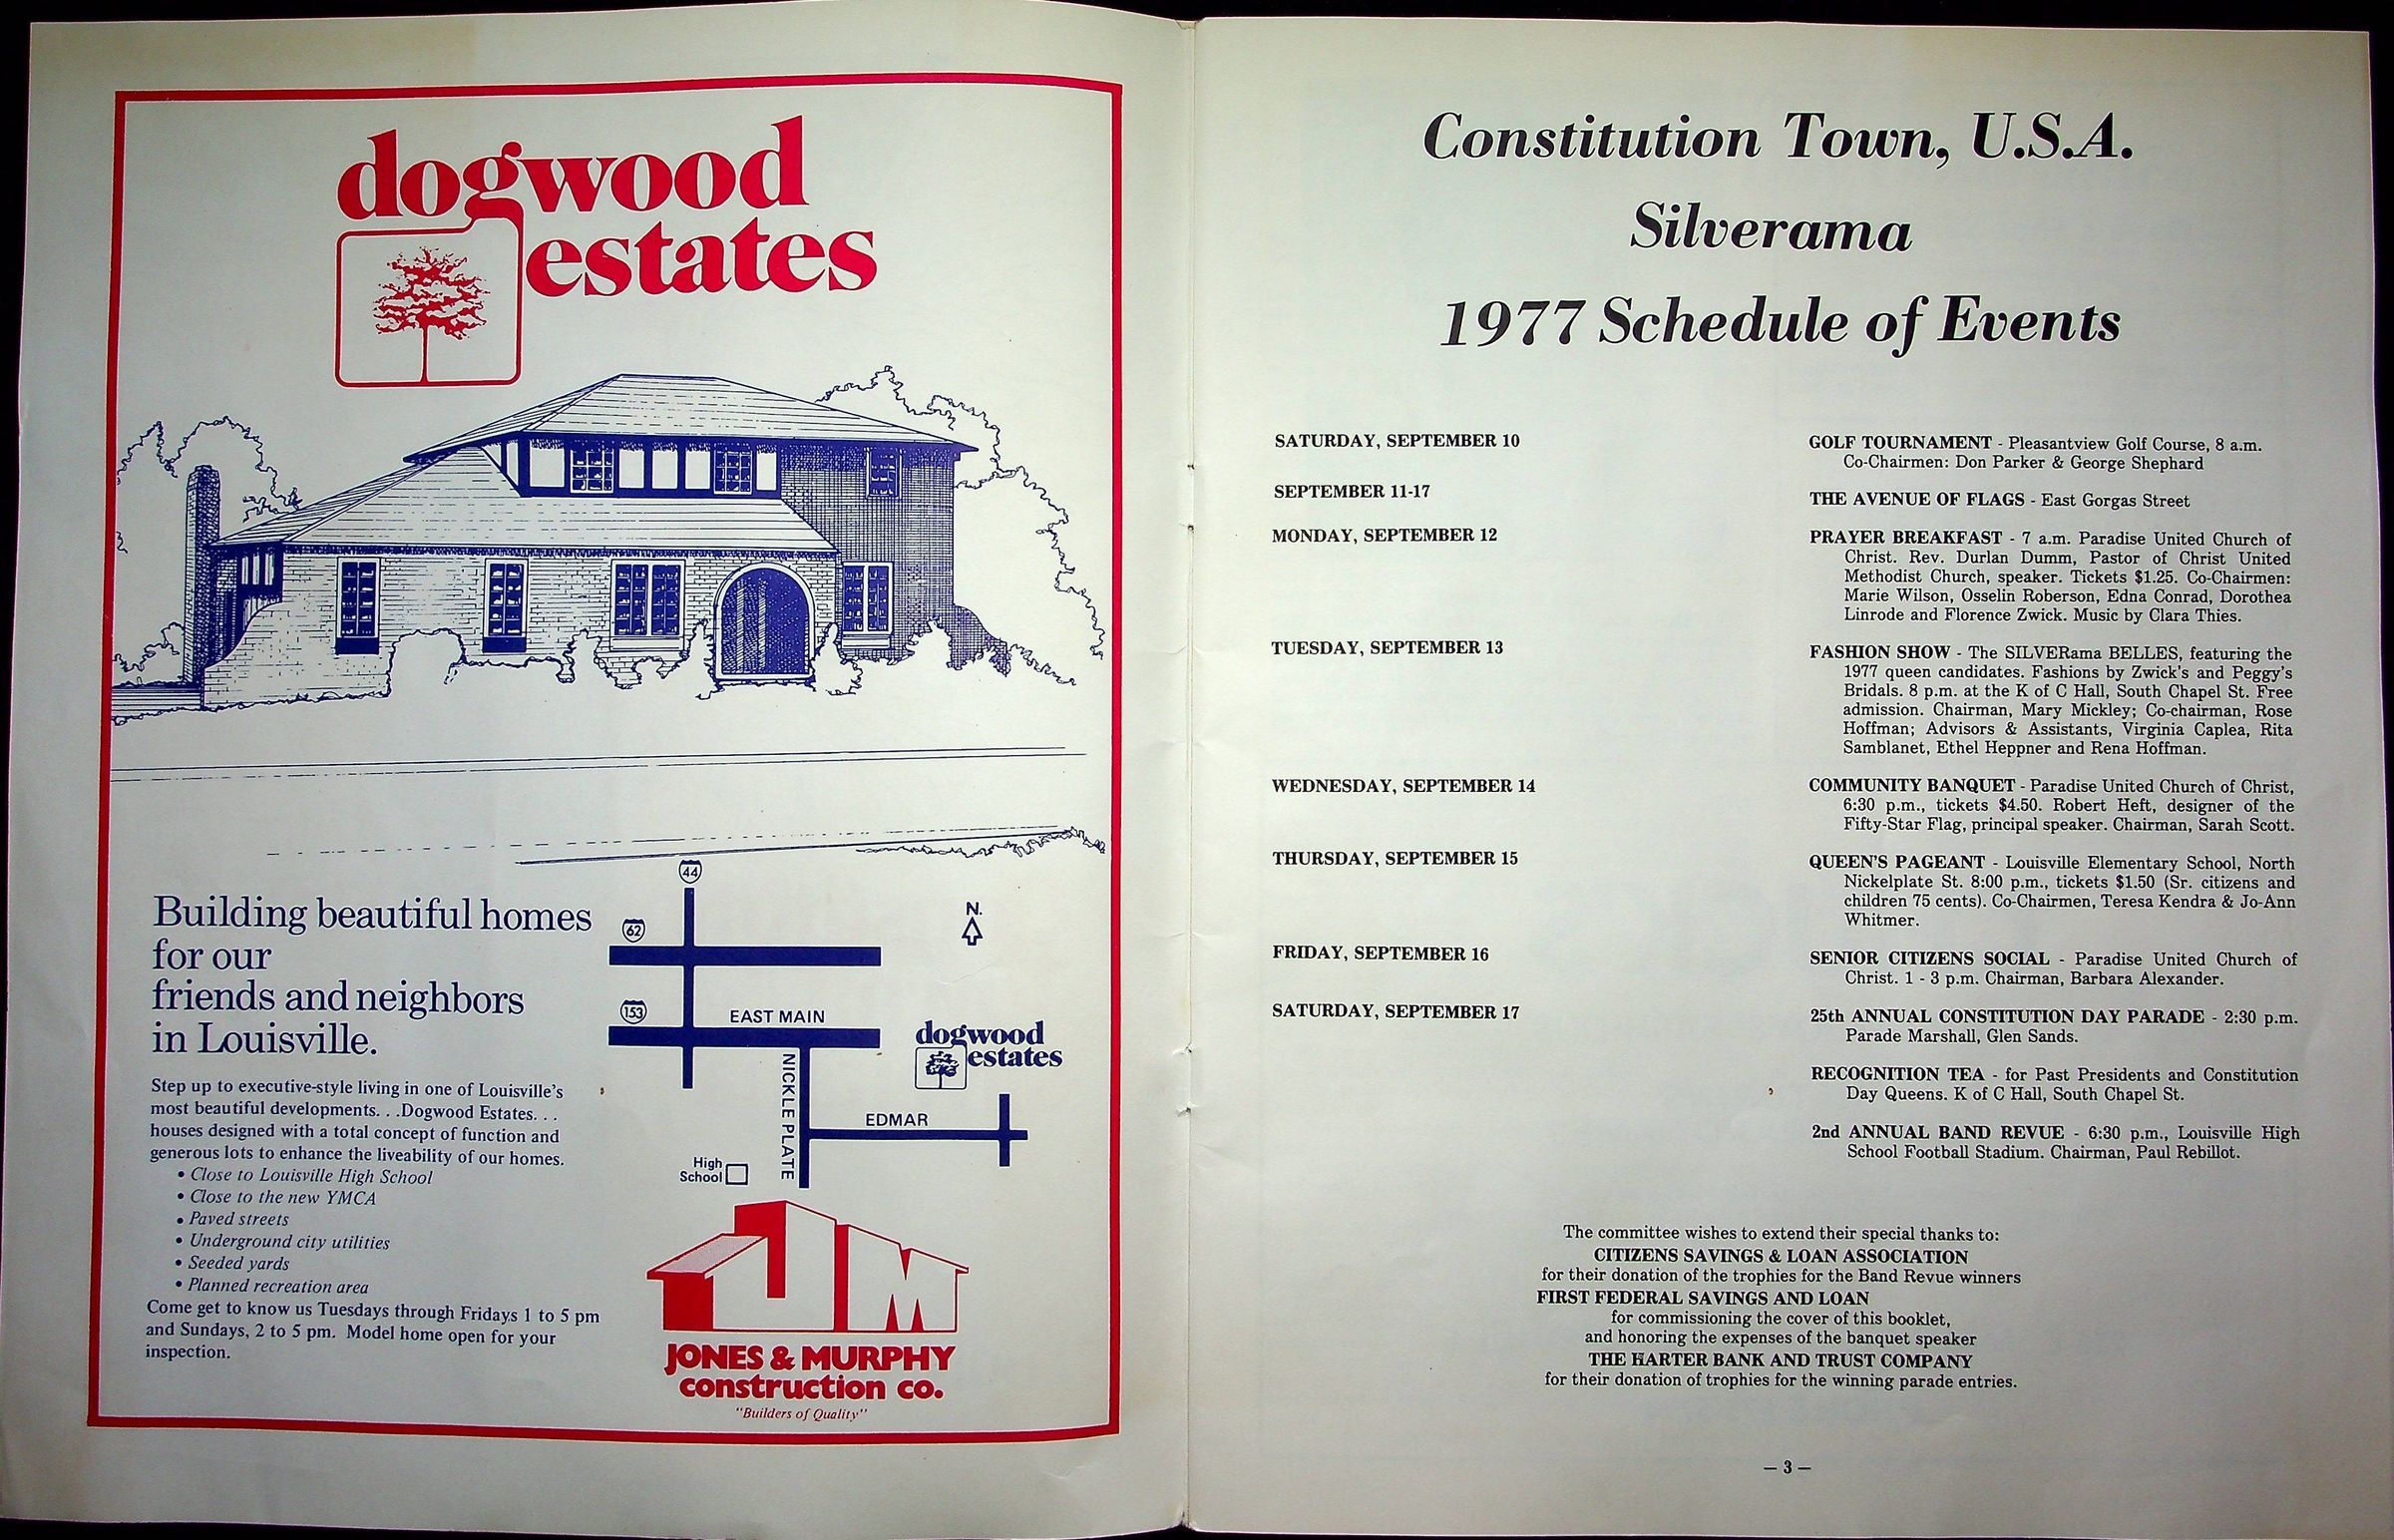 dogwood
estates
Building beautiful homes
for our
friends and neighbors
in Louisville.
Step up to executive-style living in one of Louisville's
most beautiful developments. . .Dogwood Estates. . .
houses designed with a total concept of function and
generous lots to enhance the liveability of our homes.
• Close to Louisville High School
• Close to the new YMCA
• Paved streets
• Underground city utilities
• Seeded yards
• Planned recreation area
Come get to know us Tuesdays through Fridays 1 to 5 pm
and Sundays, 2 to 5 pm. Model home open for your
inspection.
44
62
N.
153
EAST MAIN
dogwood
estates
NICKLE PLATE
EDMAR
High
School
JM
JONES & MURPHY
construction co.
"Builders of Quality"
Constitution Town, U.S.A.
Silverama
1977 Schedule of Events
SATURDAY, SEPTEMBER 10
GOLF TOURNAMENT - Pleasantview Golf Course, 8 a.m.
Co-Chairmen: Don Parker & George Shephard
SEPTEMBER 11-17
THE AVENUE OF FLAGS - East Gorgas Street
MONDAY, SEPTEMBER 12
PRAYER BREAKFAST - 7 a.m. Paradise United Church of
Christ. Rev. Durlan Dumm, Pastor of Christ United
Methodist Church, speaker. Tickets $1.25. Co-Chairmen:
Marie Wilson, Osselin Roberson, Edna Conrad, Dorothea
Linrode and Florence Zwick. Music by Clara Thies.
TUESDAY, SEPTEMBER 13
FASHION SHOW - The SILVERama BELLES, featuring the
1977 queen candidates. Fashions by Zwick's and Peggy's
Bridals. 8 p.m. at the K of C Hall, South Chapel St. Free
admission. Chairman, Mary Mickley; Co-chairman, Rose
Hoffman; Advisors & Assistants, Virginia Caplea, Rita
Samblanet, Ethel Heppner and Rena Hoffman.
WEDNESDAY, SEPTEMBER 14
COMMUNITY BANQUET - Paradise United Church of Christ,
6:30 p.m., tickets $4.50. Robert Heft, designer of the
Fifty-Star Flag, principal speaker. Chairman, Sarah Scott.
THURSDAY, SEPTEMBER 15
QUEEN'S PAGEANT - Louisville Elementary School, North
Nickelplate St. 8:00 p.m., tickets $1.50 (Sr. citizens and
children 75 cents). Co-Chairmen, Teresa Kendra & Jo-Ann
Whitmer.
FRIDAY, SEPTEMBER 16
SENIOR CITIZENS SOCIAL - Paradise United Church of
Christ. 1 - 3 p.m. Chairman, Barbara Alexander.
SATURDAY, SEPTEMBER 17
25th ANNUAL CONSTITUTION DAY PARADE - 2:30 p.m.
Parade Marshall, Glen Sands.
RECOGNITION TEA - for Past Presidents and Constitution
Day Queens. K of C Hall, South Chapel St.
2nd ANNUAL BAND REVUE - 6:30 p.m., Louisville High
School Football Stadium. Chairman, Paul Rebillot.
The committee wishes to extend their special thanks to:
CITIZENS SAVINGS & LOAN ASSOCIATION
for their donation of the trophies for the Band Revue winners
FIRST FEDERAL SAVINGS AND LOAN
for commissioning the cover of this booklet,
and honoring the expenses of the banquet speaker
THE HARTER BANK AND TRUST COMPANY
for their donation of trophies for the winning parade entries.
— 3 —